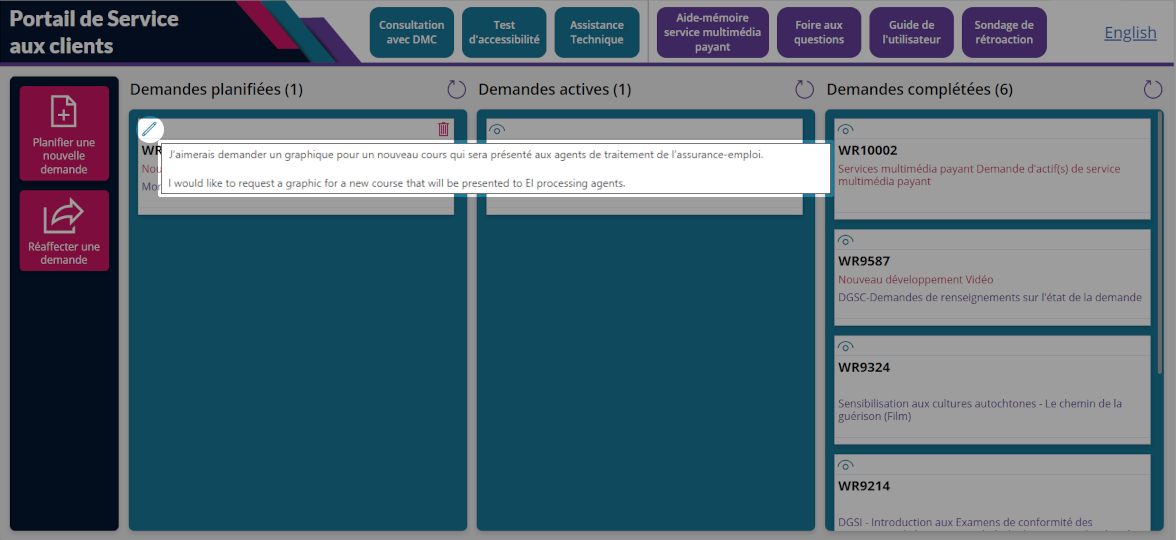 Portail de Service
aux clients
Consultation
avec DMC
Test
d'accessibilité
Assistance
Technique
Aide-mémoire
service multimédia
payant
Foire aux
questions
Guide de
l'utilisateur
Sondage de
rétroaction
English
Planifier une
nouvelle
demande
Réaffecter une
demande
Demandes planifiées (1)
WR
Nou
Mo
J'aimerais demander un graphique pour un nouveau cours qui sera présenté aux agents de traitement de l'assurance-emploi.
I would like to request a graphic for a new course that will be presented to EI processing agents.
Demandes actives (1)
Demandes complétées (6)
WR10002
Services multimédia payant Demande d'actif(s) de service
multimédia payant
WR9587
Nouveau développement Vidéo
DGSC-Demandes de renseignements sur l'état de la demande
WR9324
Sensibilisation aux cultures autochtones - Le chemin de la
guérison (Film)
WR9214
DGSI - Introduction aux Examens de conformité des